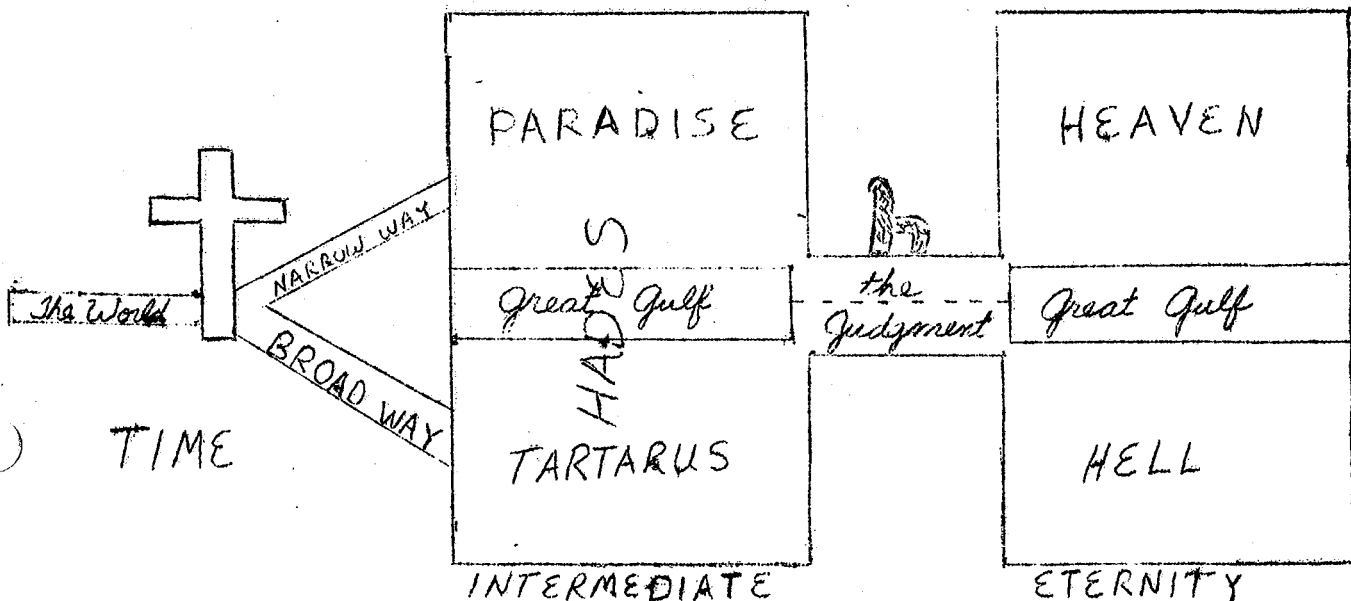 PARADISE
HEAVEN
NARROW WAY
HADES
The World
Great Gulf
the
Judgment
Great Gulf
BROAD WAY
TIME
TARTARUS
HELL
INTERMEDIATE
ETERNITY